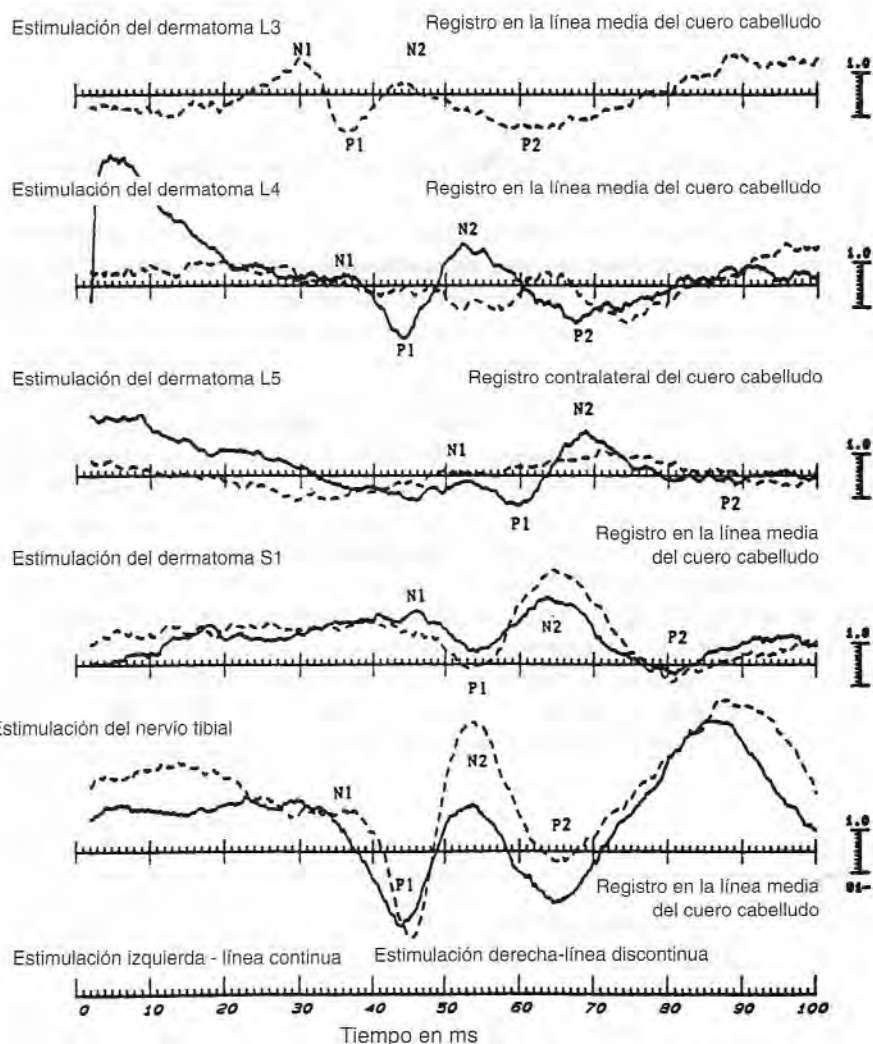 Estimulación del dermatoma L3 Registro en la línea media del cuero cabelludo
N1 N2
1.0
P1 P2
Estimulación del dermatoma L4 Registro en la línea media del cuero cabelludo
N2
N1
1.0
P1 P2
Estimulación del dermatoma L5 Registro contralateral del cuero cabelludo
N2
N1
1.0
P1 P2
Registro en la línea media
del cuero cabelludo
Estimulación del dermatoma S1
N1
N2 P2
1.0
P1
Estimulación del nervio tibial
N2
N1
P2
1.0
P1
01-
Registro en la línea media
del cuero cabelludo
Estimulación izquierda - línea continua Estimulación derecha-línea discontinua
0 10 20 30 40 50 60 70 80 90 100
Tiempo en ms